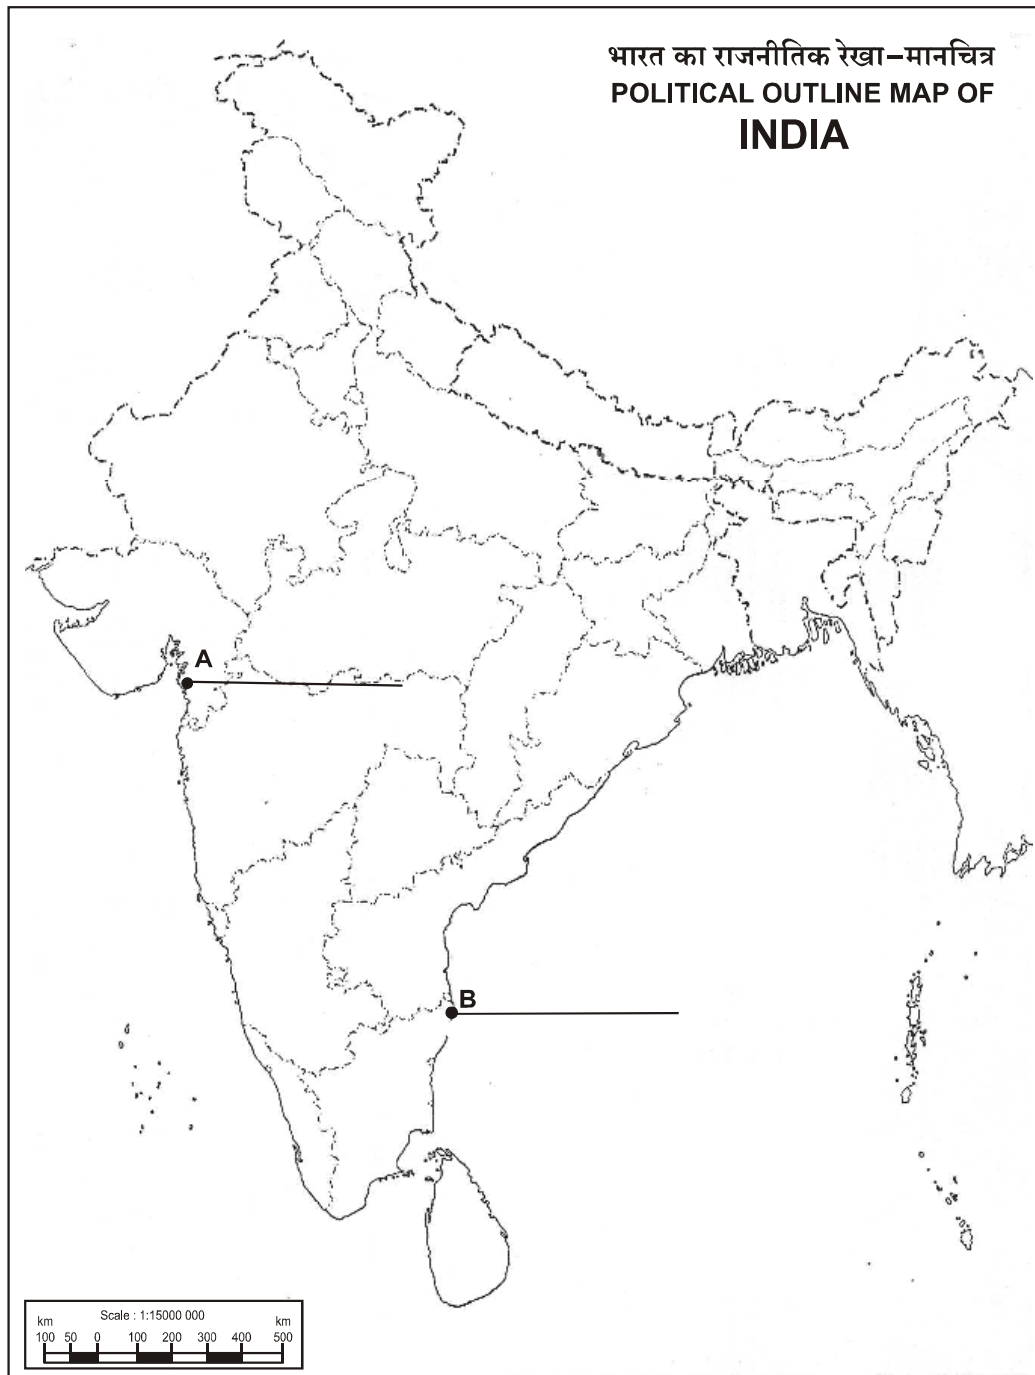 भारत का राजनीतिक रेखा–मानचित्र
POLITICAL OUTLINE MAP OF
INDIA
A
B
Scale : 1:15000 000
km km
100 50 0 100 200 300 400 500